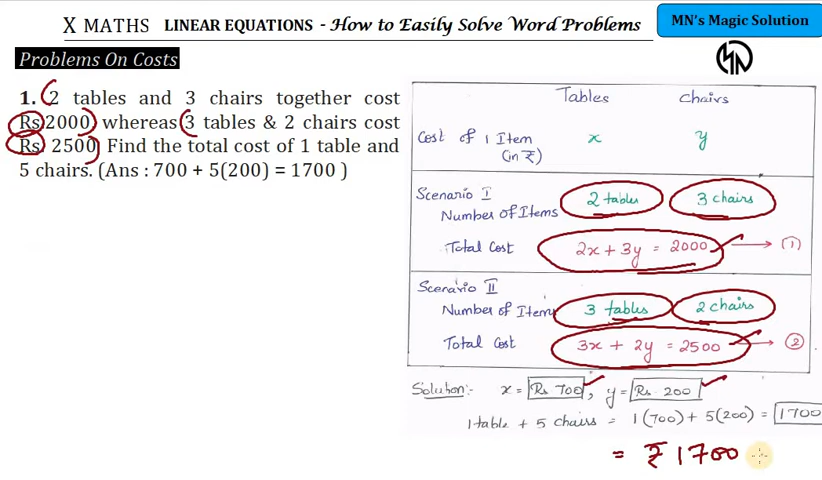 X MATHS LINEAR EQUATIONS - How to Easily Solve Word Problems
MN's Magic Solution
MN
Problems On Costs
1. 2 tables and 3 chairs together cost
Rs 2000 whereas 3 tables & 2 chairs cost
Rs. 2500 Find the total cost of 1 table and
5 chairs. (Ans : 700 + 5(200) = 1700 )
Tables Chairs
Cost of 1 Item x y
(in ₹)
Scenario I 2 tables 3 chairs
Number of Items
Total Cost 2x + 3y = 2000 → (1)
Scenario II
Number of Items 3 tables 2 chairs
Total Cost 3x + 2y = 2500 → (2)
Solution:- x = Rs 700, y = Rs. 200
1 table + 5 chairs = 1(700) + 5(200) = 1700
= ₹ 1700